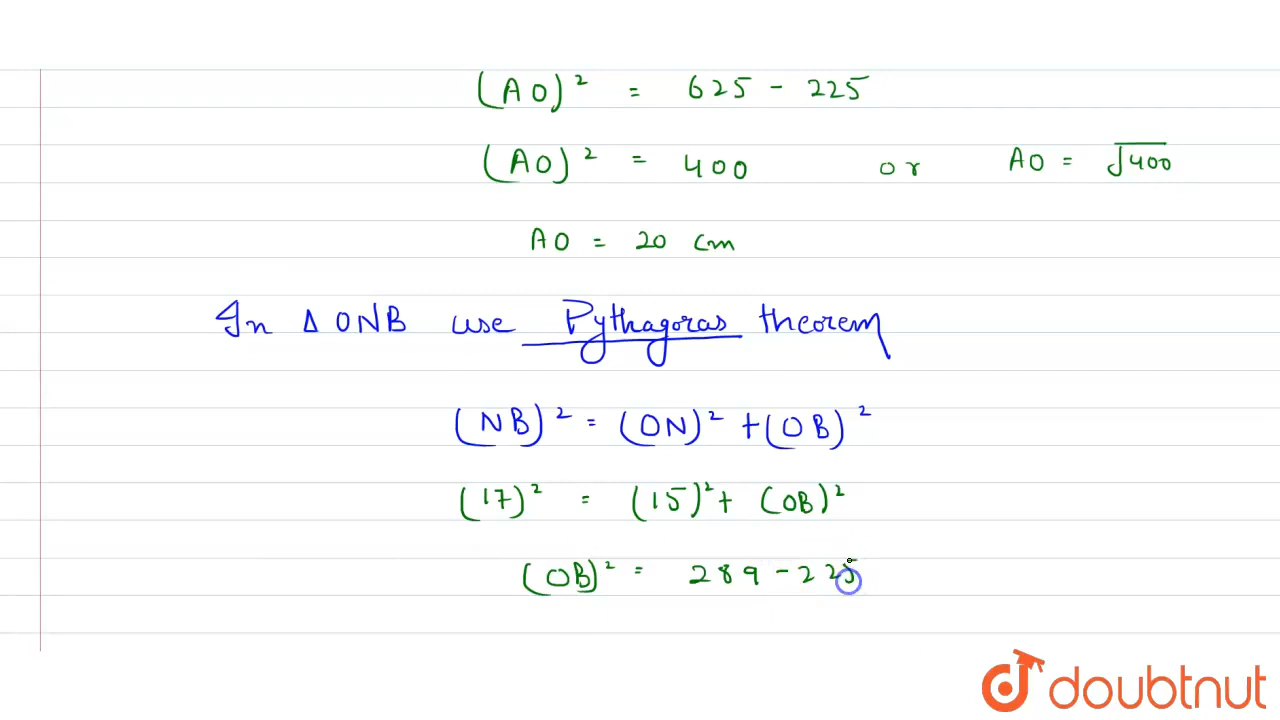 (AO)² = 625 - 225
(AO)² = 400 or AO = √400
AO = 20 cm
In Δ ONB use Pythagoras theorem
(NB)² = (ON)² + (OB)²
(17)² = (15)² + (OB)²
(OB)² = 289 - 225
doubtnut